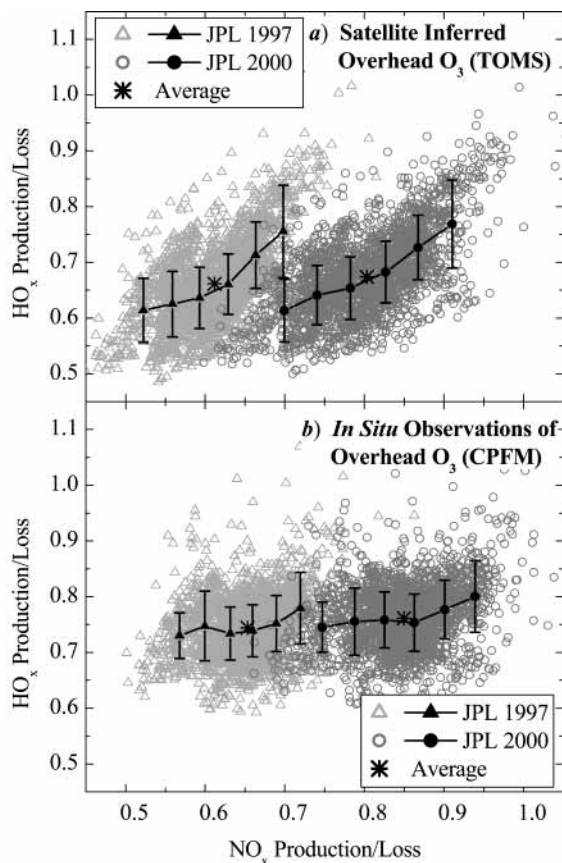 JPL 1997
JPL 2000
Average
a) Satellite Inferred
Overhead O₃ (TOMS)
1.1
1.0
0.9
0.8
0.7
0.6
0.5
HOₓ Production/Loss
b) In Situ Observations of
Overhead O₃ (CPFM)
1.1
1.0
0.9
0.8
0.7
0.6
0.5
HOₓ Production/Loss
JPL 1997
JPL 2000
Average
0.5 0.6 0.7 0.8 0.9 1.0
NOₓ Production/Loss